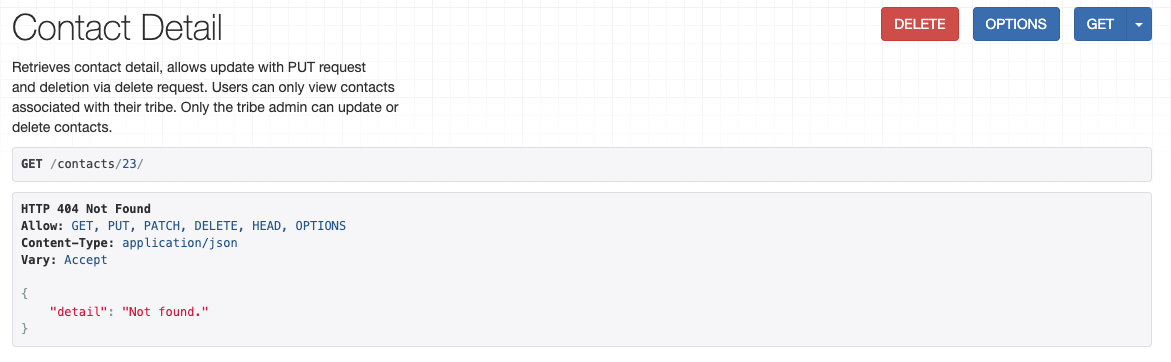 Contact Detail
DELETE
OPTIONS
GET
Retrieves contact detail, allows update with PUT request
and deletion via delete request. Users can only view contacts
associated with their tribe. Only the tribe admin can update or
delete contacts.
GET /contacts/23/
HTTP 404 Not Found
Allow: GET, PUT, PATCH, DELETE, HEAD, OPTIONS
Content-Type: application/json
Vary: Accept
{
    "detail": "Not found."
}